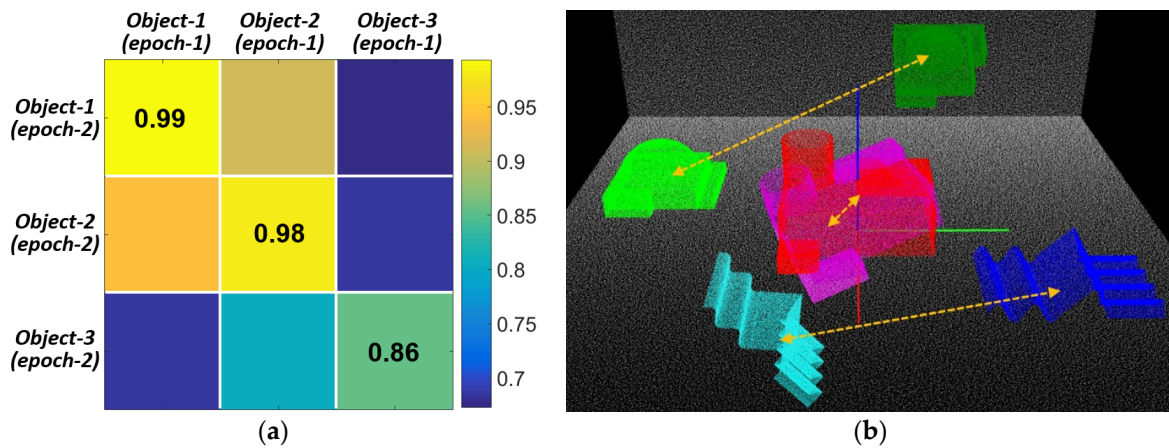 Object-1 Object-2 Object-3
(epoch-1) (epoch-1) (epoch-1)
Object-1
(epoch-2)
0.99
Object-2
(epoch-2)
0.98
Object-3
(epoch-2)
0.86
0.95
0.9
0.85
0.8
0.75
0.7
(a)
(b)